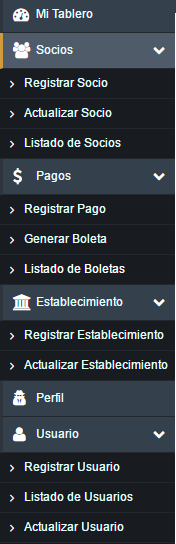 Mi Tablero
Socios
Registrar Socio
Actualizar Socio
Listado de Socios
Pagos
Registrar Pago
Generar Boleta
Listado de Boletas
Establecimiento
Registrar Establecimiento
Actualizar Establecimiento
Perfil
Usuario
Registrar Usuario
Listado de Usuarios
Actualizar Usuario